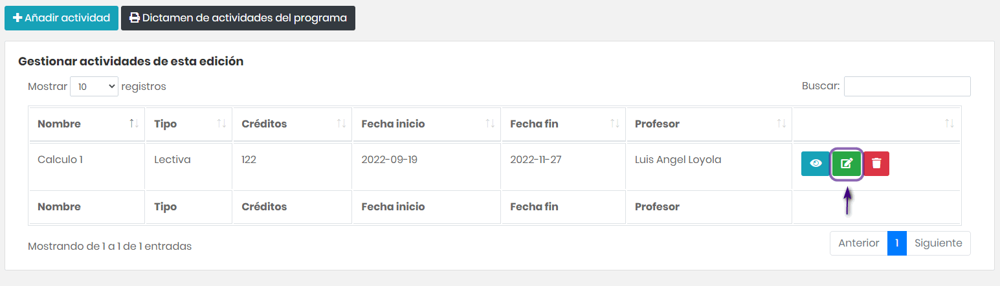 Añadir actividad Dictamen de actividades del programa
Gestionar actividades de esta edición
Mostrar 10 registros Buscar:
Nombre Tipo Créditos Fecha inicio Fecha fin Profesor
Calculo 1 Lectiva 122 2022-09-19 2022-11-27 Luis Angel Loyola
Nombre Tipo Créditos Fecha inicio Fecha fin Profesor
Mostrando de 1 a 1 de 1 entradas Anterior 1 Siguiente